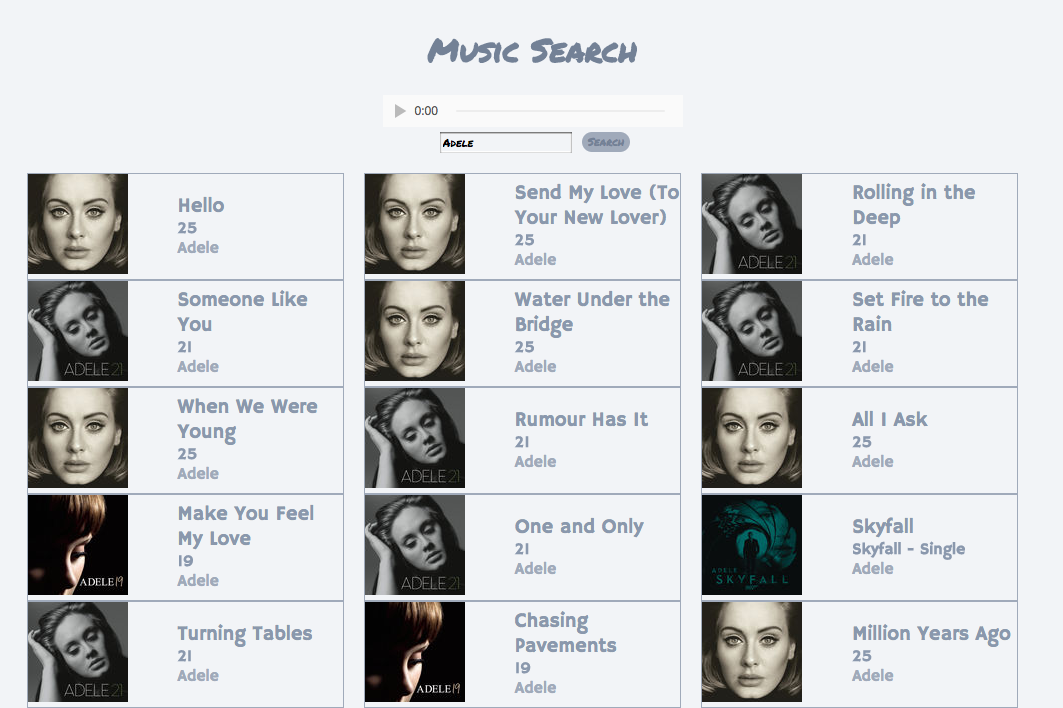 Music Search
0:00
Adele
Search
Hello
25
Adele
Send My Love (To
Your New Lover)
25
Adele
ADELE 21
Rolling in the
Deep
21
Adele
ADELE 21
Someone Like
You
21
Adele
Water Under the
Bridge
25
Adele
ADELE 21
Set Fire to the
Rain
21
Adele
When We Were
Young
25
Adele
ADELE 21
Rumour Has It
21
Adele
All I Ask
25
Adele
ADELE 19
Make You Feel
My Love
19
Adele
ADELE 21
One and Only
21
Adele
ADELE
SKYFALL
Skyfall
Skyfall - Single
Adele
ADELE 21
Turning Tables
21
Adele
ADELE 19
Chasing
Pavements
19
Adele
Million Years Ago
25
Adele